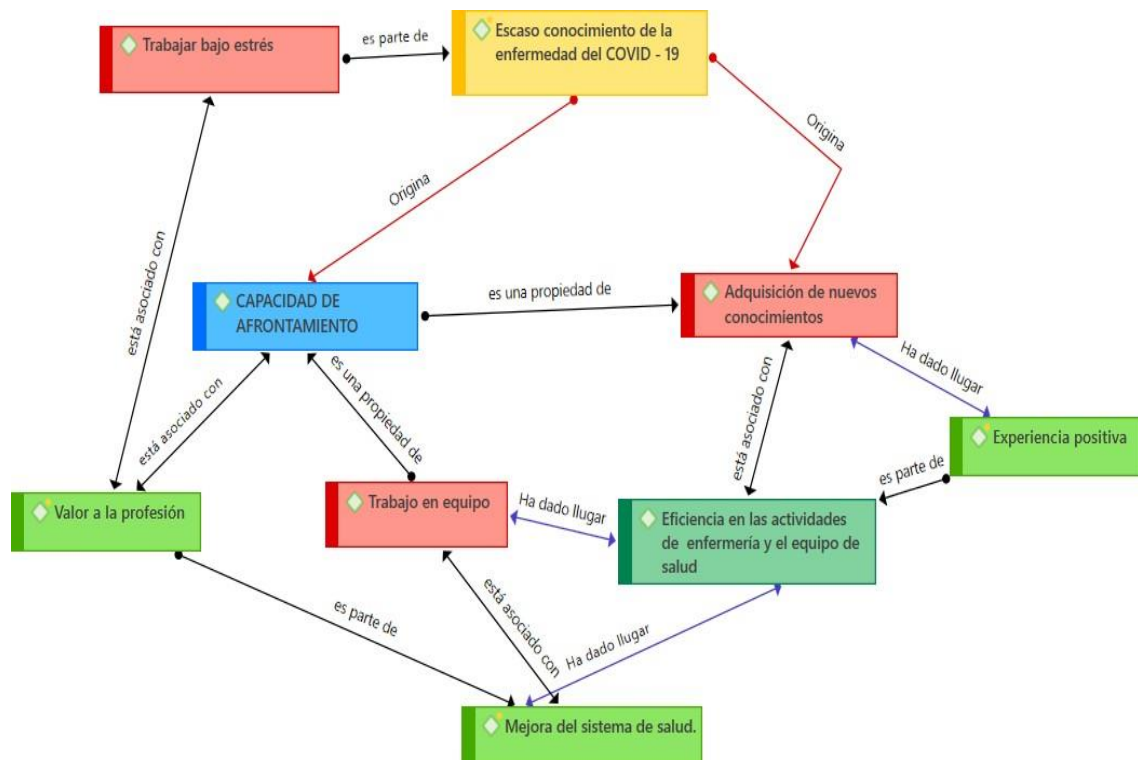 Trabajar bajo estrés
es parte de
Escaso conocimiento de la
enfermedad del COVID - 19
Origina
Origina
está asociado con
CAPACIDAD DE
AFRONTAMIENTO
es una propiedad de
Adquisición de nuevos
conocimientos
está asociado con
es una propiedad de
está asociado con
Ha dado llugar
Experiencia positiva
es parte de
Valor a la profesión
Trabajo en equipo
Ha dado llugar
Eficiencia en las actividades
de enfermería y el equipo de
salud
es parte de
está asociado con
Ha dado llugar
Mejora del sistema de salud.